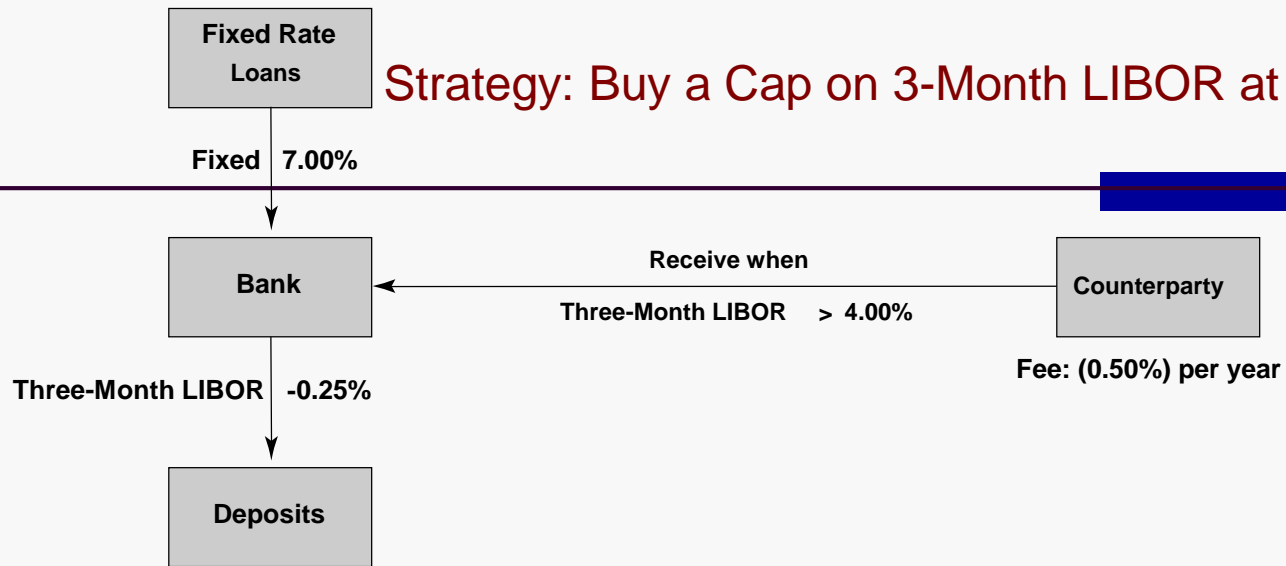 Fixed Rate
Loans
Strategy: Buy a Cap on 3-Month LIBOR at
Fixed 7.00%
Bank
Receive when
Three-Month LIBOR > 4.00%
Counterparty
Fee: (0.50%) per year
Three-Month LIBOR -0.25%
Deposits